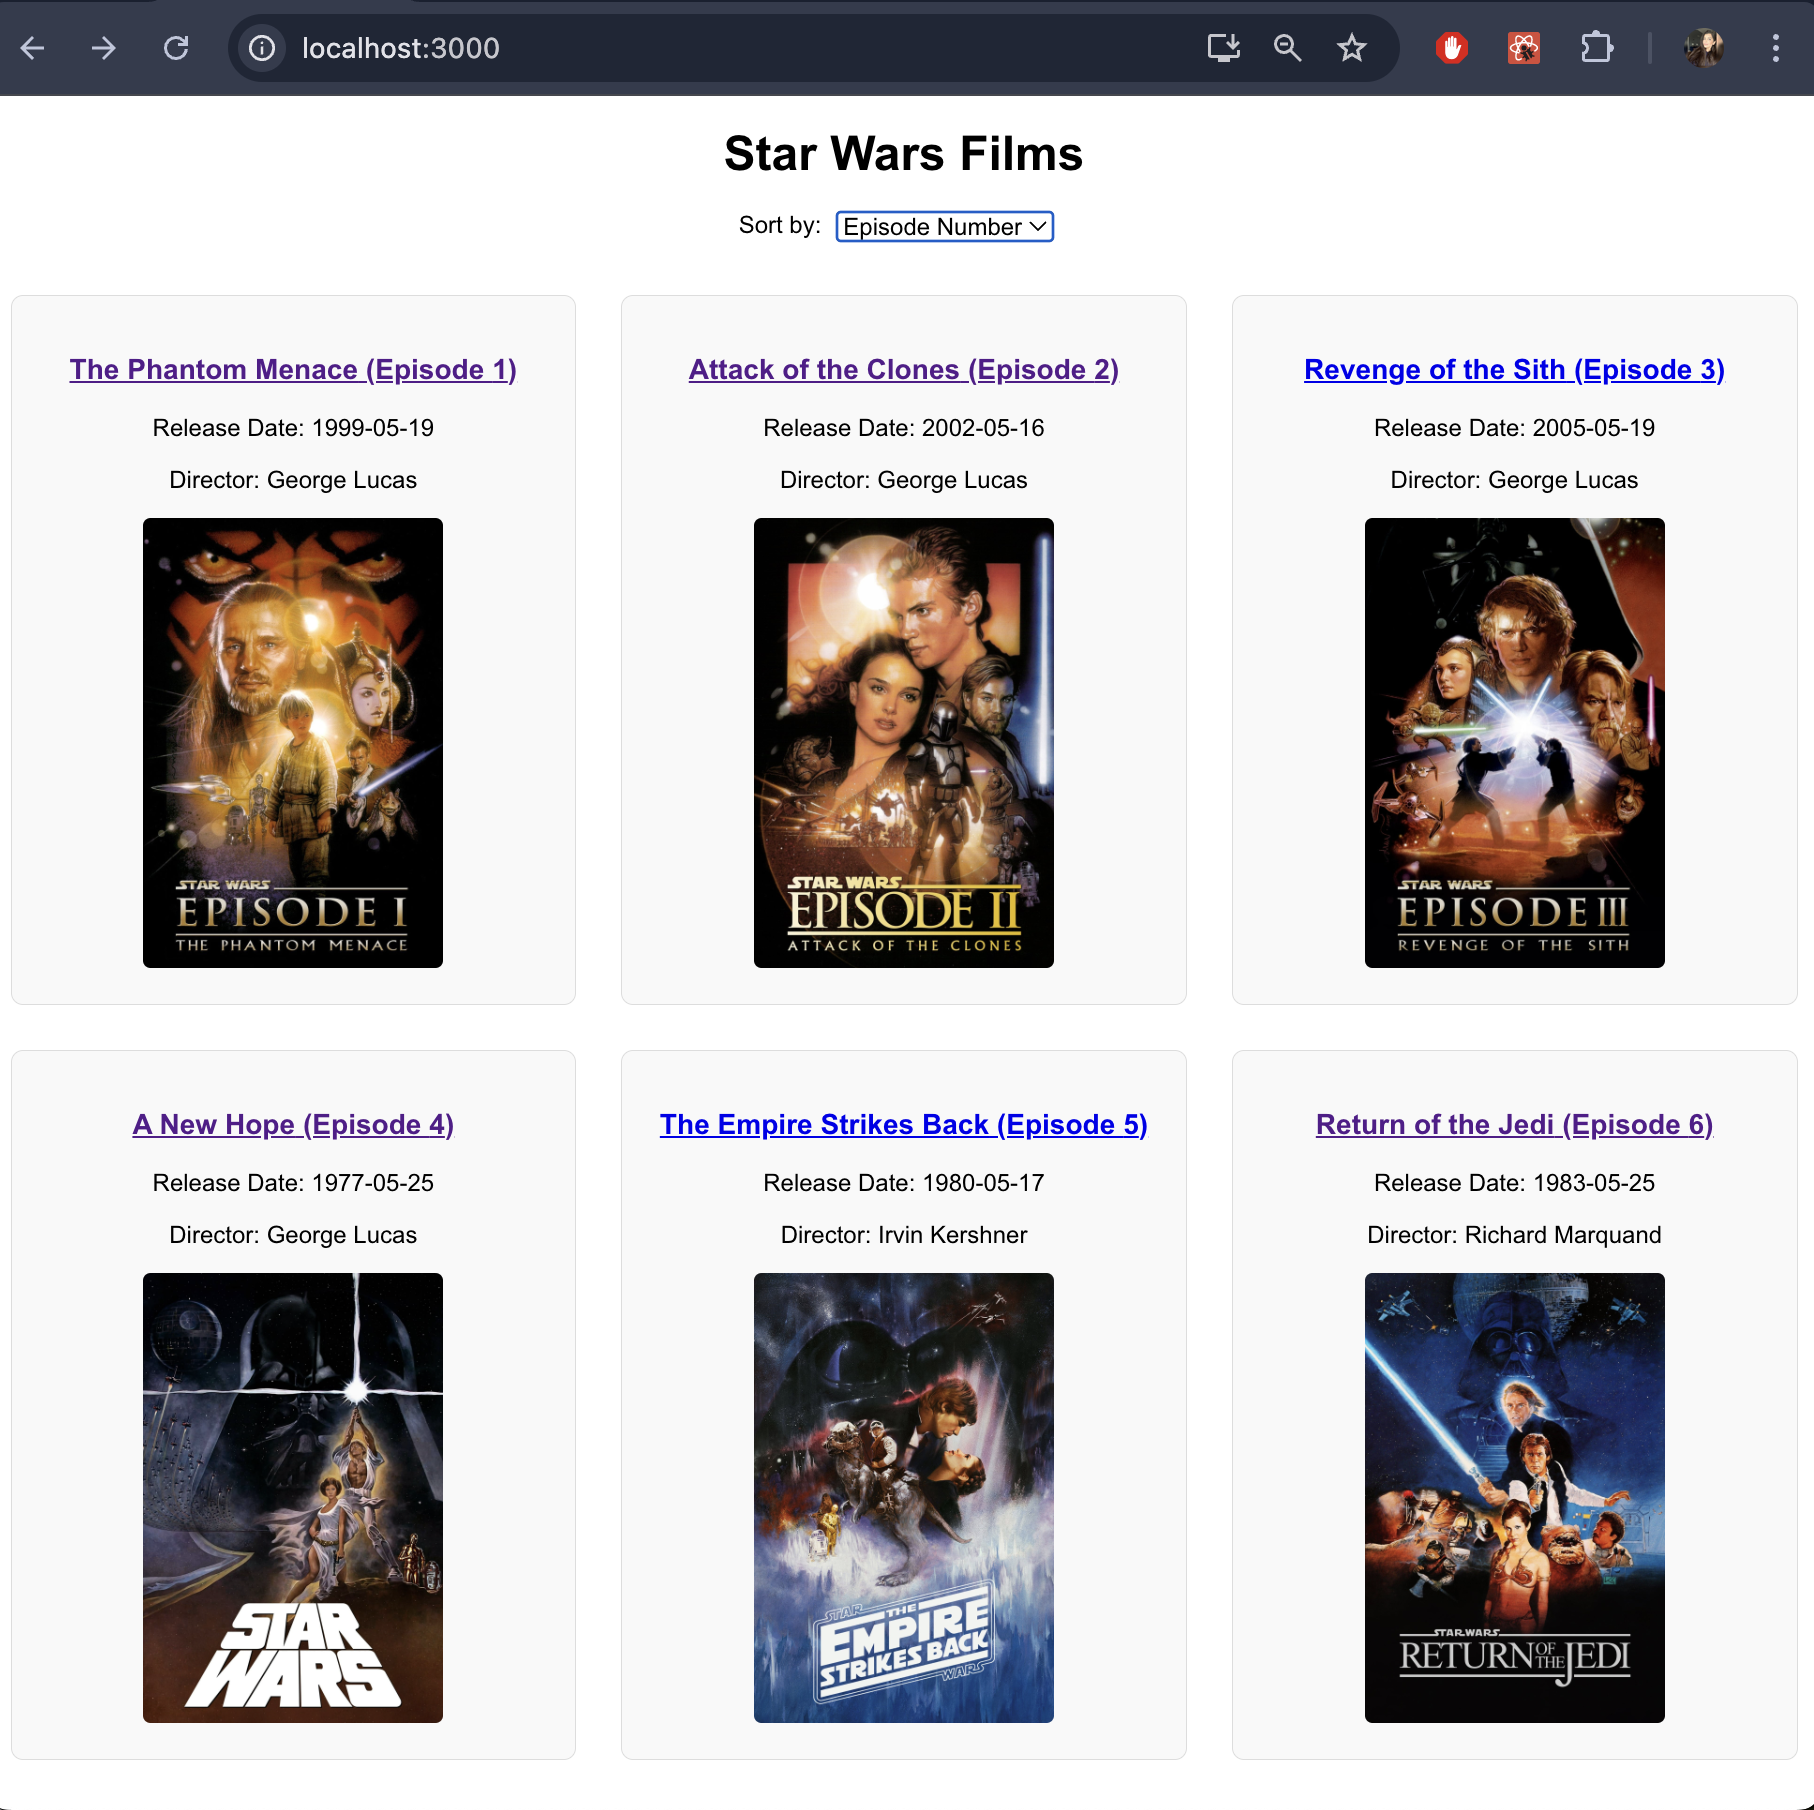 localhost:3000
Star Wars Films
Sort by: Episode Number
The Phantom Menace (Episode 1)
Release Date: 1999-05-19
Director: George Lucas
STAR WARS
EPISODE I
THE PHANTOM MENACE
Attack of the Clones (Episode 2)
Release Date: 2002-05-16
Director: George Lucas
STAR WARS
EPISODE II
ATTACK OF THE CLONES
Revenge of the Sith (Episode 3)
Release Date: 2005-05-19
Director: George Lucas
STAR WARS
EPISODE III
REVENGE OF THE SITH
A New Hope (Episode 4)
Release Date: 1977-05-25
Director: George Lucas
STAR
WARS
The Empire Strikes Back (Episode 5)
Release Date: 1980-05-17
Director: Irvin Kershner
STAR THE
EMPIRE
STRIKES BACK
WARS
Return of the Jedi (Episode 6)
Release Date: 1983-05-25
Director: Richard Marquand
STAR WARS
RETURN OF THE JEDI